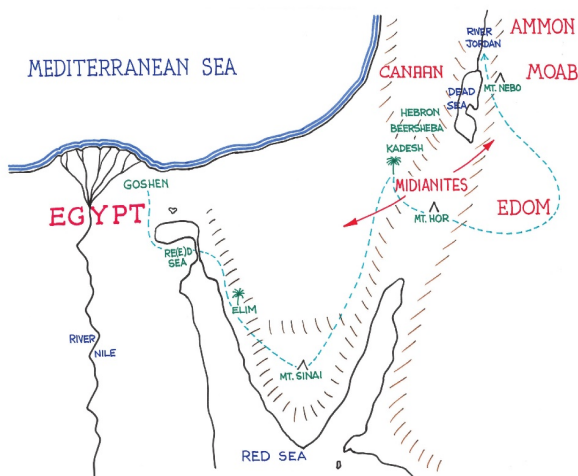 AMMON
RIVER
JORDAN
MEDITERRANEAN SEA
CANAAN
MOAB
MT. NEBO
DEAD
SEA
HEBRON
BEERSHEBA
KADESH
GOSHEN
MIDIANITES
EGYPT
EDOM
MT. HOR
RE(E)D
SEA
ELIM
RIVER
NILE
MT. SINAI
RED SEA